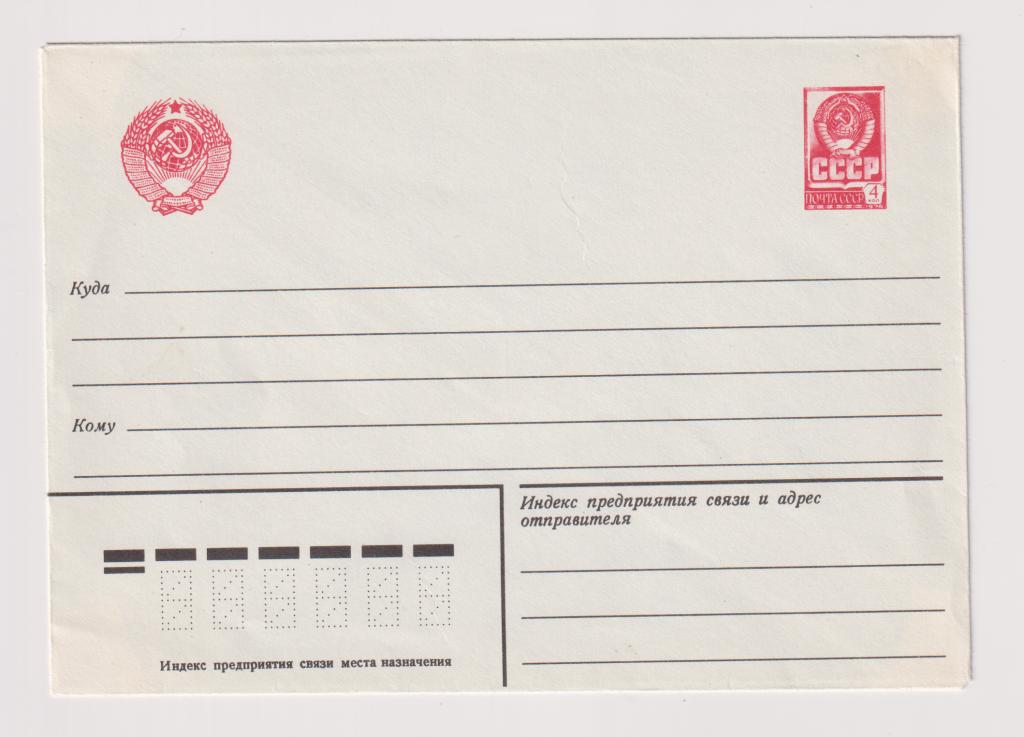 СССР
ПОЧТА СССР 4
КОП
Куда
Кому
Индекс предприятия связи и адрес
отправителя
Индекс предприятия связи места назначения